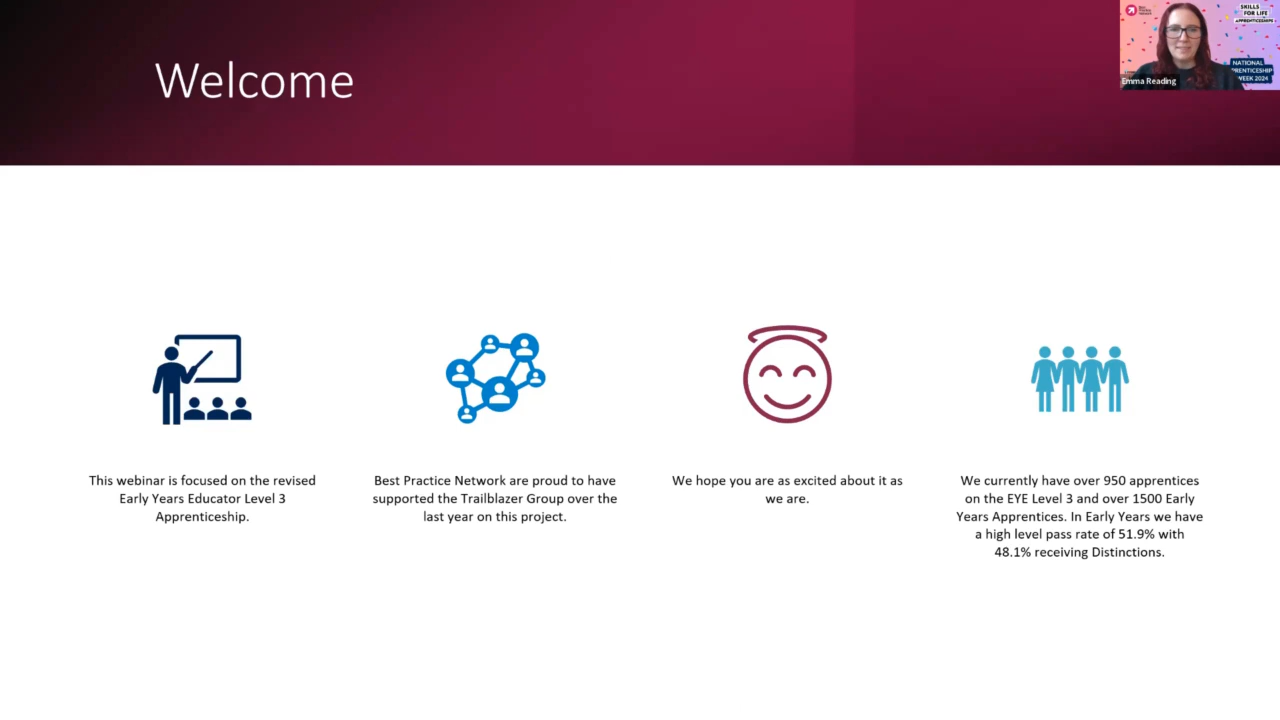 Welcome
Best
Practice
Network
SKILLS
FOR LIFE
APPRENTICESHIPS
NATIONAL
PRENTICESHIP
WEEK 2024
Emma Reading
This webinar is focused on the revised
Early Years Educator Level 3
Apprenticeship.
Best Practice Network are proud to have
supported the Trailblazer Group over the
last year on this project.
We hope you are as excited about it as
we are.
We currently have over 950 apprentices
on the EYE Level 3 and over 1500 Early
Years Apprentices. In Early Years we have
a high level pass rate of 51.9% with
48.1% receiving Distinctions.